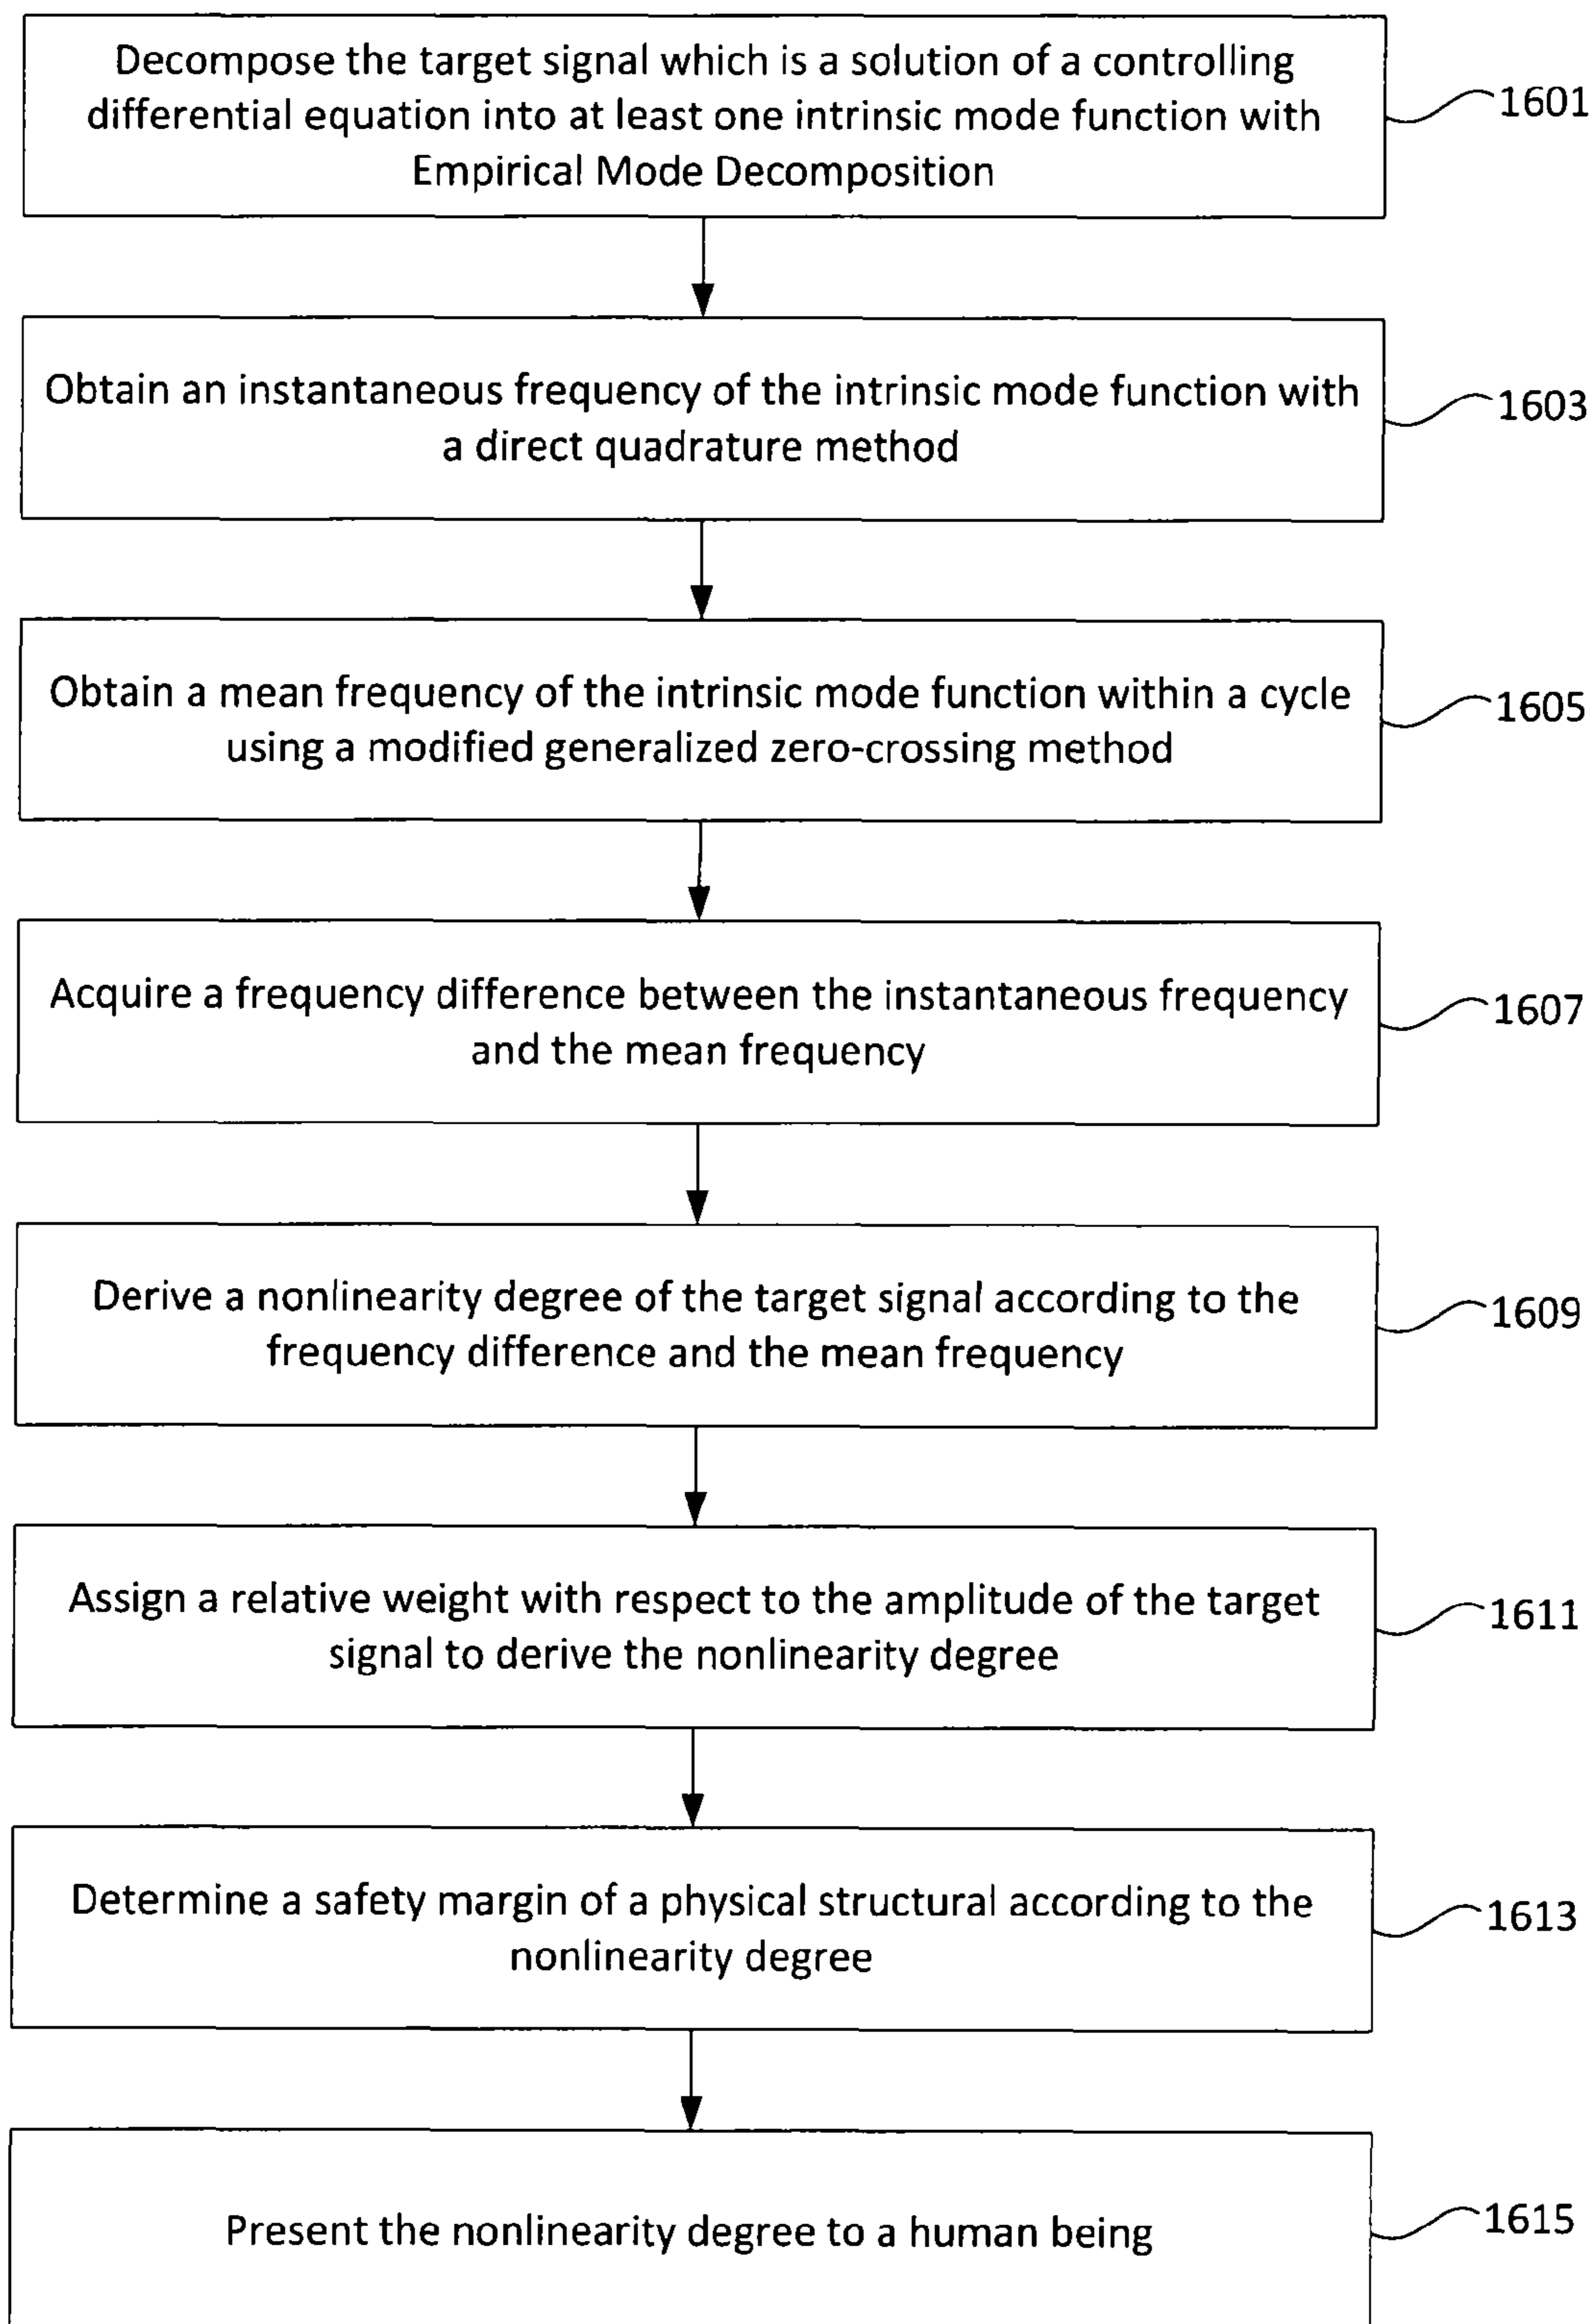 Decompose the target signal which is a solution of a controlling
differential equation into at least one intrinsic mode function with
Empirical Mode Decomposition
1601
Obtain an instantaneous frequency of the intrinsic mode function with
a direct quadrature method
1603
Obtain a mean frequency of the intrinsic mode function within a cycle
using a modified generalized zero-crossing method
1605
Acquire a frequency difference between the instantaneous frequency
and the mean frequency
1607
Derive a nonlinearity degree of the target signal according to the
frequency difference and the mean frequency
1609
Assign a relative weight with respect to the amplitude of the target
signal to derive the nonlinearity degree
1611
Determine a safety margin of a physical structural according to the
nonlinearity degree
1613
Present the nonlinearity degree to a human being
1615